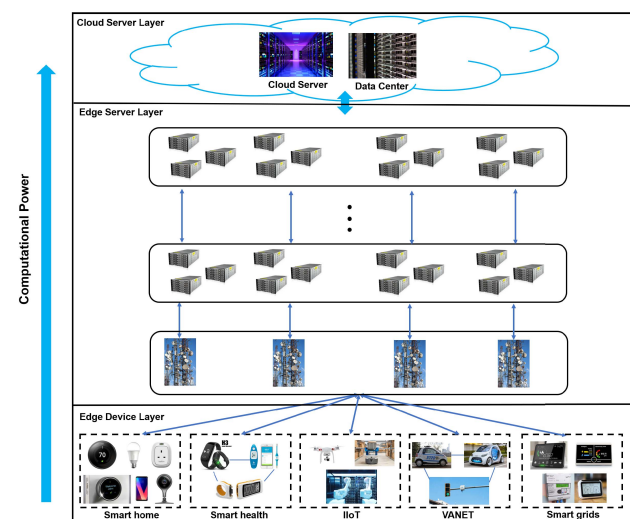 Cloud Server Layer
Cloud Server
Data Center
Edge Server Layer
Computational Power
Edge Device Layer
70
Smart home
Smart health
IIoT
VANET
Smart grids